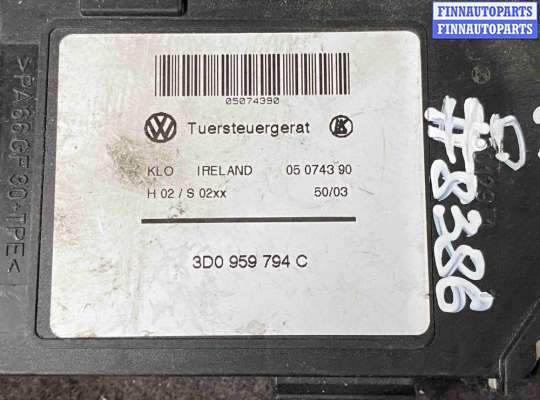 FINNAUTOPARTS
FINNAUTOPARTS
05074390
Tuersteuergerat
KLO IRELAND 05 0743 90
H 02 / S 02xx 50/03
3D0 959 794 C
>PA66GF30+TPE<
#8386